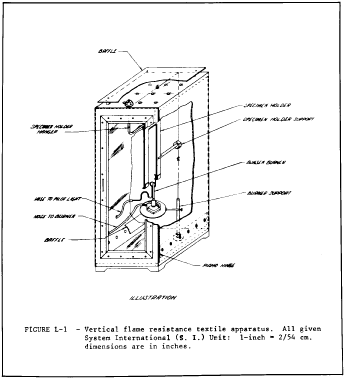 BAFFLE
SPECIMEN HOLDER
SPECIMEN HOLDER HANGER
SPECIMEN HOLDER SUPPORT
BUNSEN BURNER
HOSE TO PILOT LIGHT
BURNER SUPPORT
HOSE TO BURNER
BAFFLE
PIANO HINGE
ILLUSTRATION
FIGURE L-1 - Vertical flame resistance textile apparatus. All given
System International (S. I.) Unit: 1-inch = 2/54 cm.
dimensions are in inches.